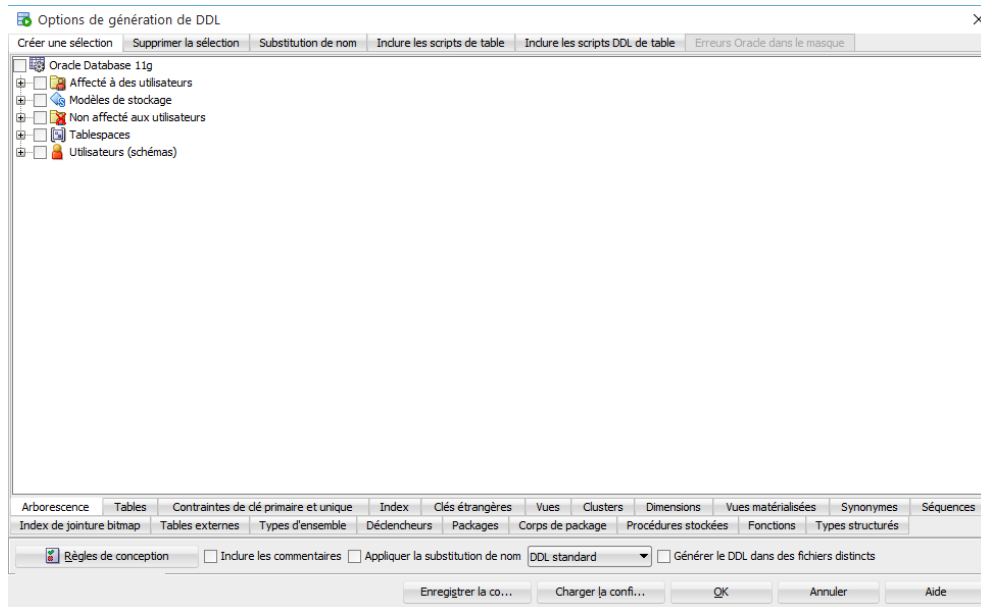 Options de génération de DDL
Créer une sélection Supprimer la sélection Substitution de nom Inclure les scripts de table Inclure les scripts DDL de table Erreurs Oracle dans le masque
Oracle Database 11g
Affecté à des utilisateurs
Modèles de stockage
Non affecté aux utilisateurs
Tablespaces
Utilisateurs (schémas)
Arborescence Tables Contraintes de clé primaire et unique Index Clés étrangères Vues Clusters Dimensions Vues matérialisées Synonymes Séquences
Index de jointure bitmap Tables externes Types d'ensemble Déclencheurs Packages Corps de package Procédures stockées Fonctions Types structurés
Règles de conception Inclure les commentaires Appliquer la substitution de nom DDL standard Générer le DDL dans des fichiers distincts
Enregistrer la co... Charger la confi... OK Annuler Aide